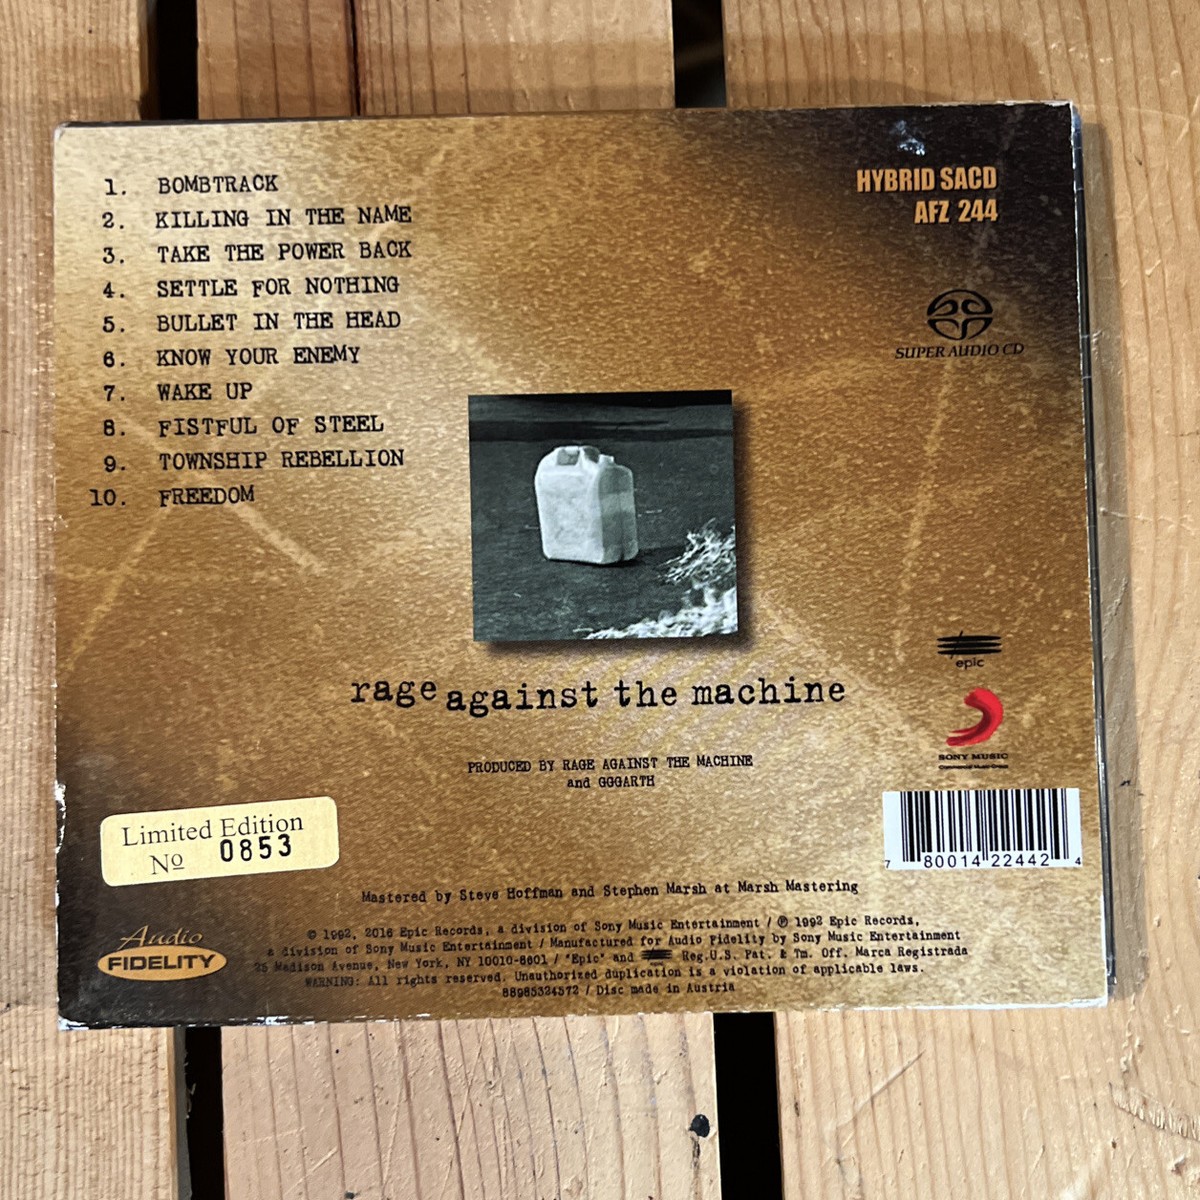 1. BOMBTRACK
2. KILLING IN THE NAME
3. TAKE THE POWER BACK
4. SETTLE FOR NOTHING
5. BULLET IN THE HEAD
6. KNOW YOUR ENEMY
7. WAKE UP
8. FISTFUL OF STEEL
9. TOWNSHIP REBELLION
10. FREEDOM
HYBRID SACD
AFZ 244
SUPER AUDIO CD
rage against the machine
epic
SONY MUSIC
Commercial Music Group
PRODUCED BY RAGE AGAINST THE MACHINE
and GGGARTH
7 80014 22442 4
Limited Edition
Nº 0853
Mastered by Steve Hoffman and Stephen Marsh at Marsh Mastering
Audio
FIDELITY
© 1992, 2016 Epic Records, a division of Sony Music Entertainment / ℗ 1992 Epic Records,
a division of Sony Music Entertainment / Manufactured for Audio Fidelity by Sony Music Entertainment
25 Madison Avenue, New York, NY 10010-8601 / "Epic" and Reg.U.S. Pat. & Tm. Off. Marca Registrada
WARNING: All rights reserved. Unauthorized duplication is a violation of applicable laws.
88985324572 / Disc made in Austria